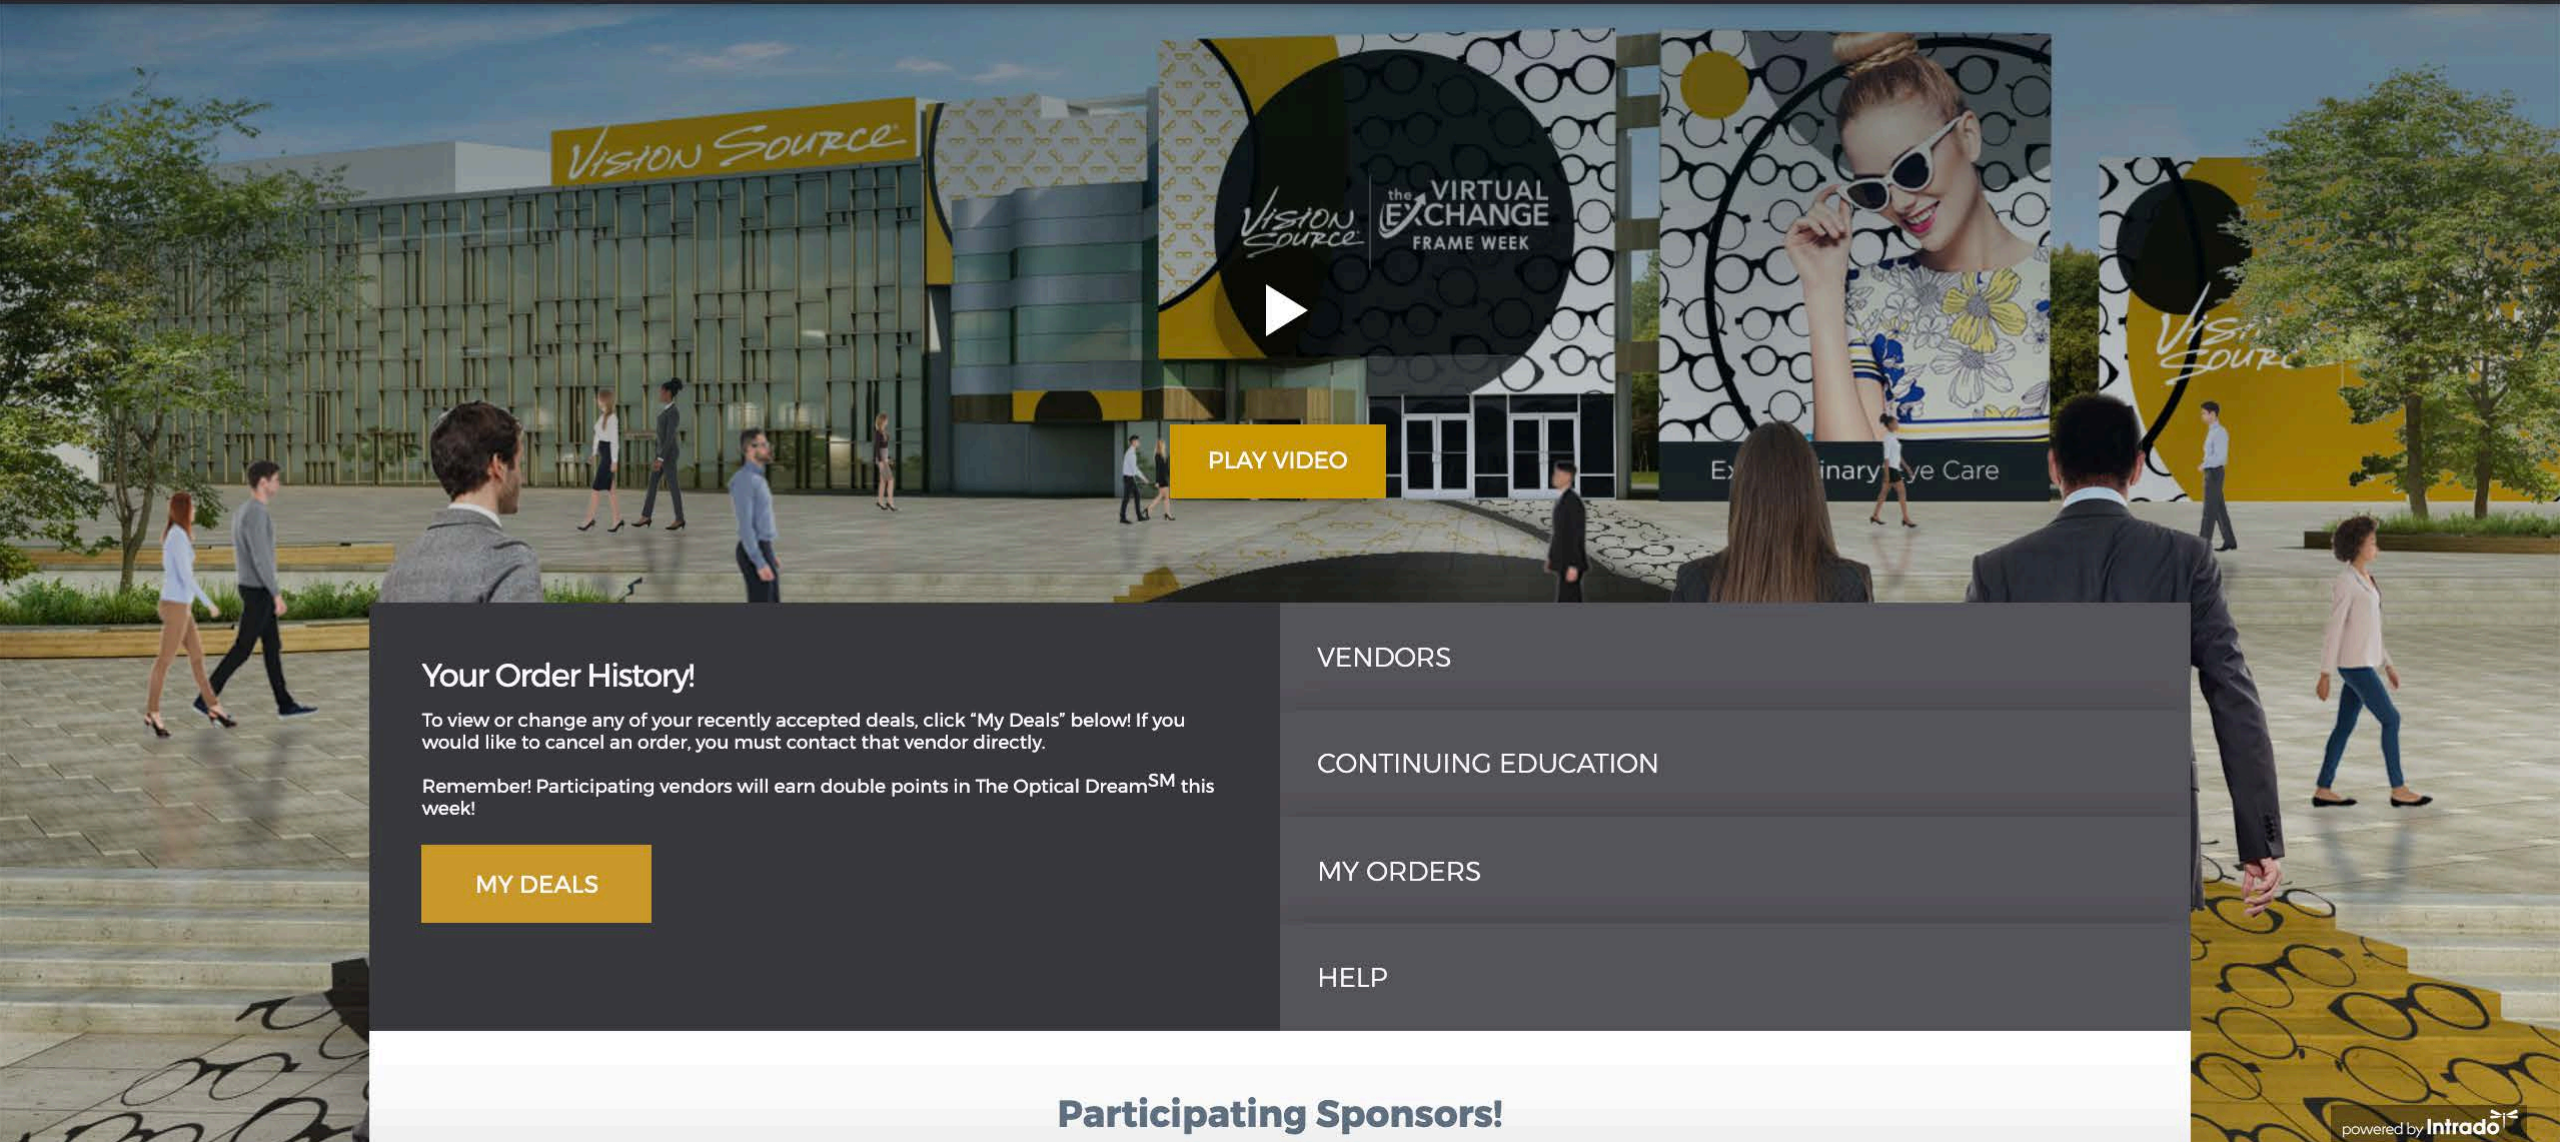 VISION SOURCE
VISION SOURCE
the VIRTUAL
EXCHANGE
FRAME WEEK
PLAY VIDEO
Eye Care
Your Order History!
To view or change any of your recently accepted deals, click “My Deals” below! If you
would like to cancel an order, you must contact that vendor directly.
Remember! Participating vendors will earn double points in The Optical DreamSM this
week!
MY DEALS
VENDORS
CONTINUING EDUCATION
MY ORDERS
HELP
Participating Sponsors!
powered by Intrado